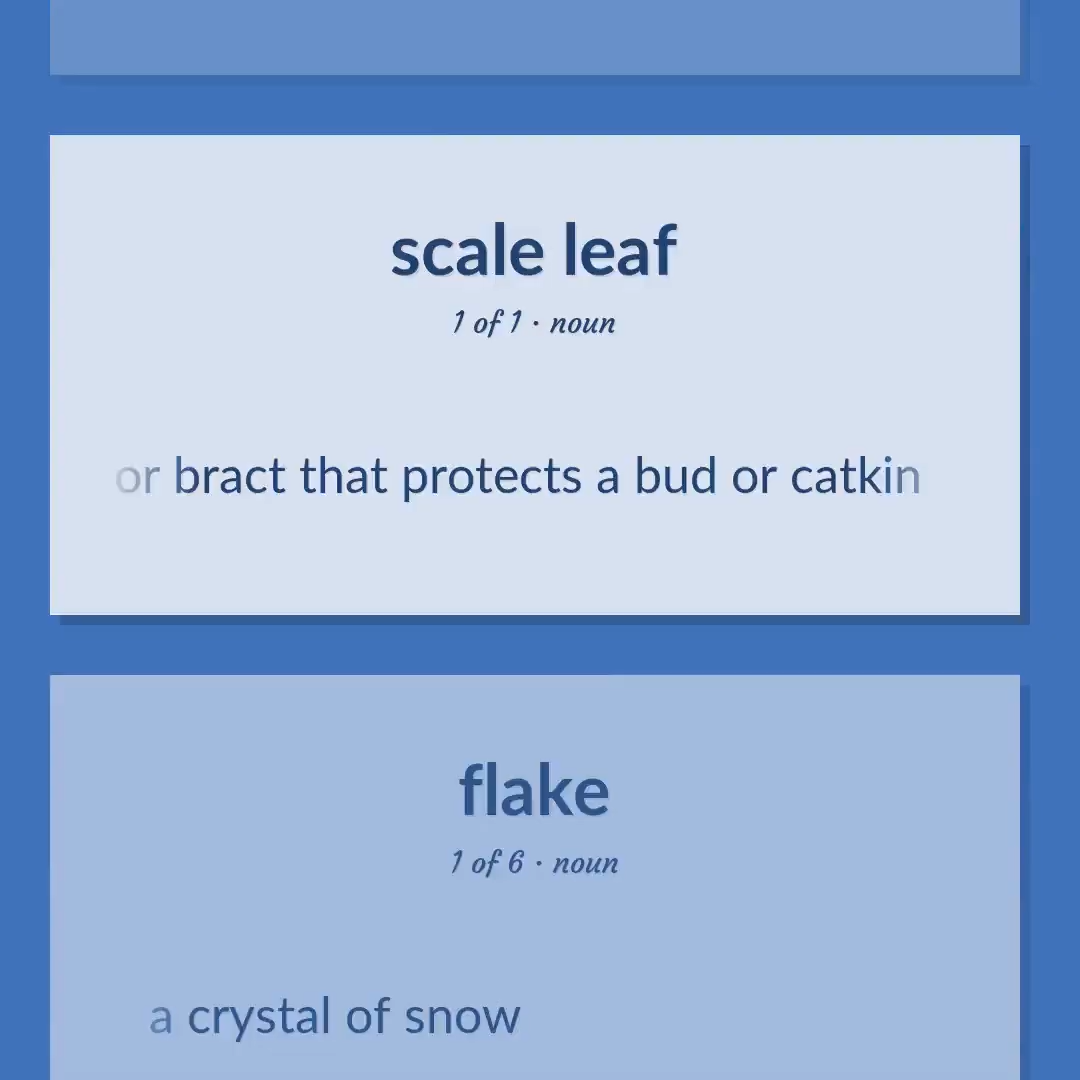 scale leaf
1 of 1 · noun
or bract that protects a bud or catkin
flake
1 of 6 · noun
a crystal of snow